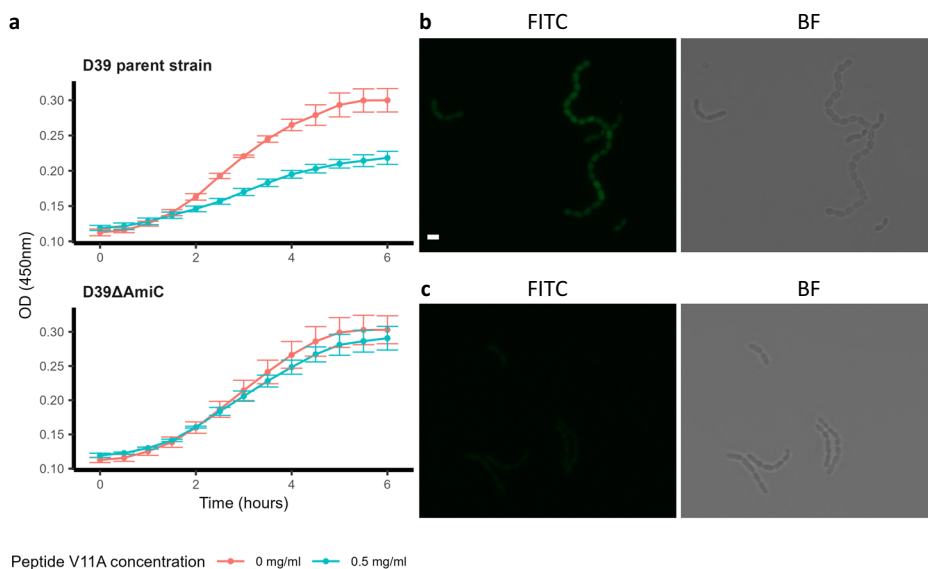 a
D39 parent strain
0.30
0.25
0.20
0.15
0.10
0
2
4
6
D39ΔAmiC
0.30
0.25
0.20
0.15
0.10
0
2
4
6
OD (450nm)
Time (hours)
Peptide V11A concentration 0 mg/ml 0.5 mg/ml
b
FITC
BF
c
FITC
BF